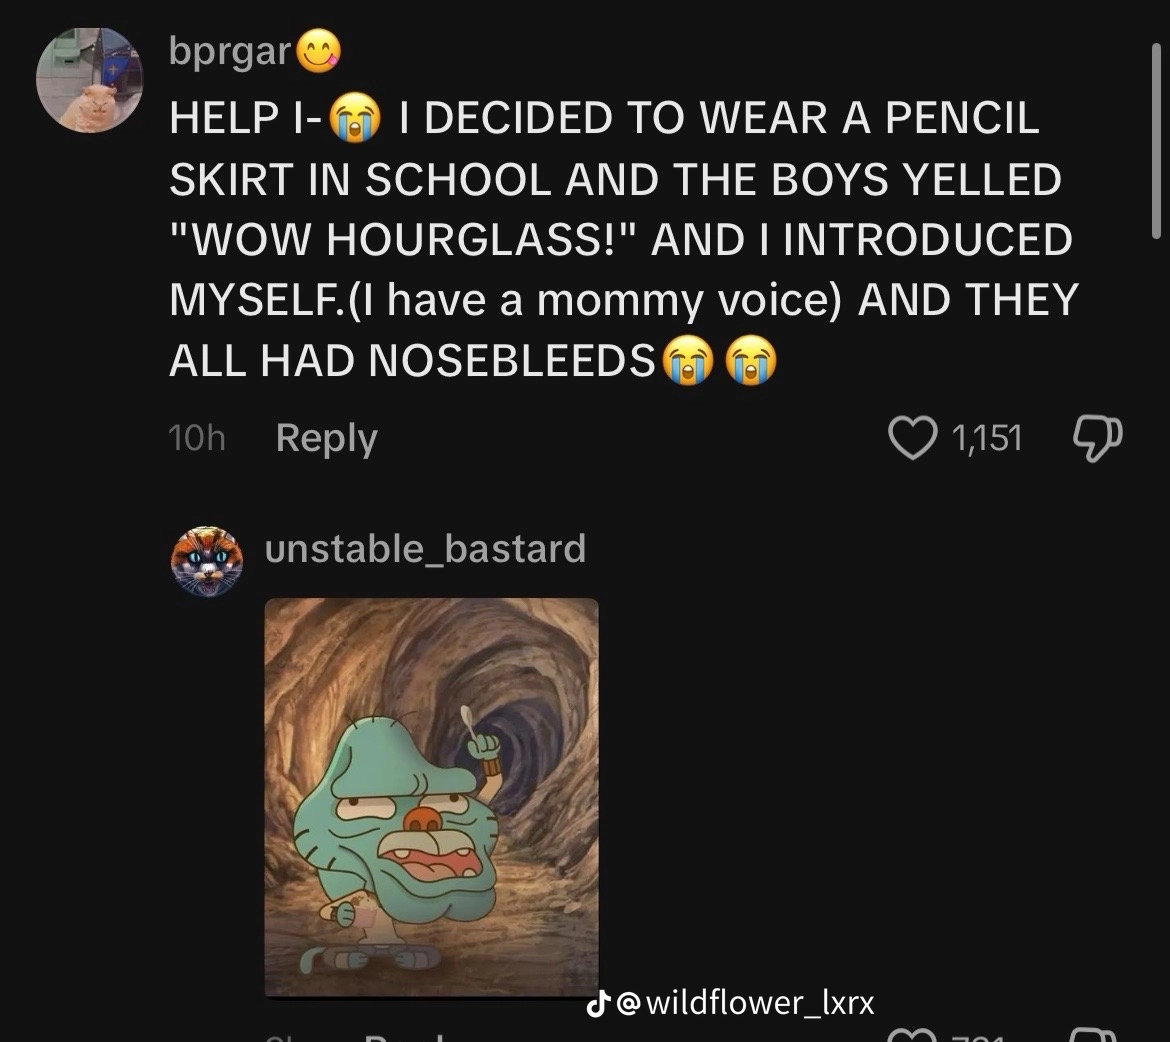 bprgar😋
HELP I-😭 I DECIDED TO WEAR A PENCIL
SKIRT IN SCHOOL AND THE BOYS YELLED
"WOW HOURGLASS!" AND I INTRODUCED
MYSELF.(I have a mommy voice) AND THEY
ALL HAD NOSEBLEEDS😭😭
10h Reply 1,151
unstable_bastard
@wildflower_lxrx